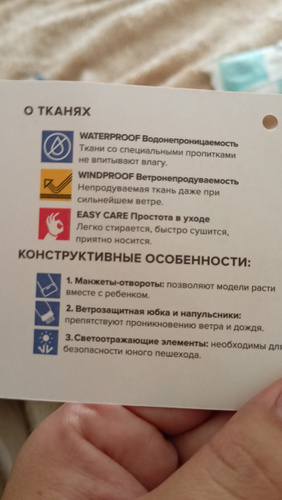 О ТКАНЯХ
WATERPROOF Водонепроницаемость
Ткани со специальными пропитками
не впитывают влагу.
WINDPROOF Ветронепродуваемость
Непродуваемая ткань даже при
сильнейшем ветре.
EASY CARE Простота в уходе
Легко стирается, быстро сушится,
приятно носится.
КОНСТРУКТИВНЫЕ ОСОБЕННОСТИ:
1. Манжеты-отвороты: позволяют модели расти
вместе с ребенком.
2. Ветрозащитная юбка и напульсники:
препятствуют проникновению ветра и дождя.
3. Светоотражающие элементы: необходимы для
безопасности юного пешехода.